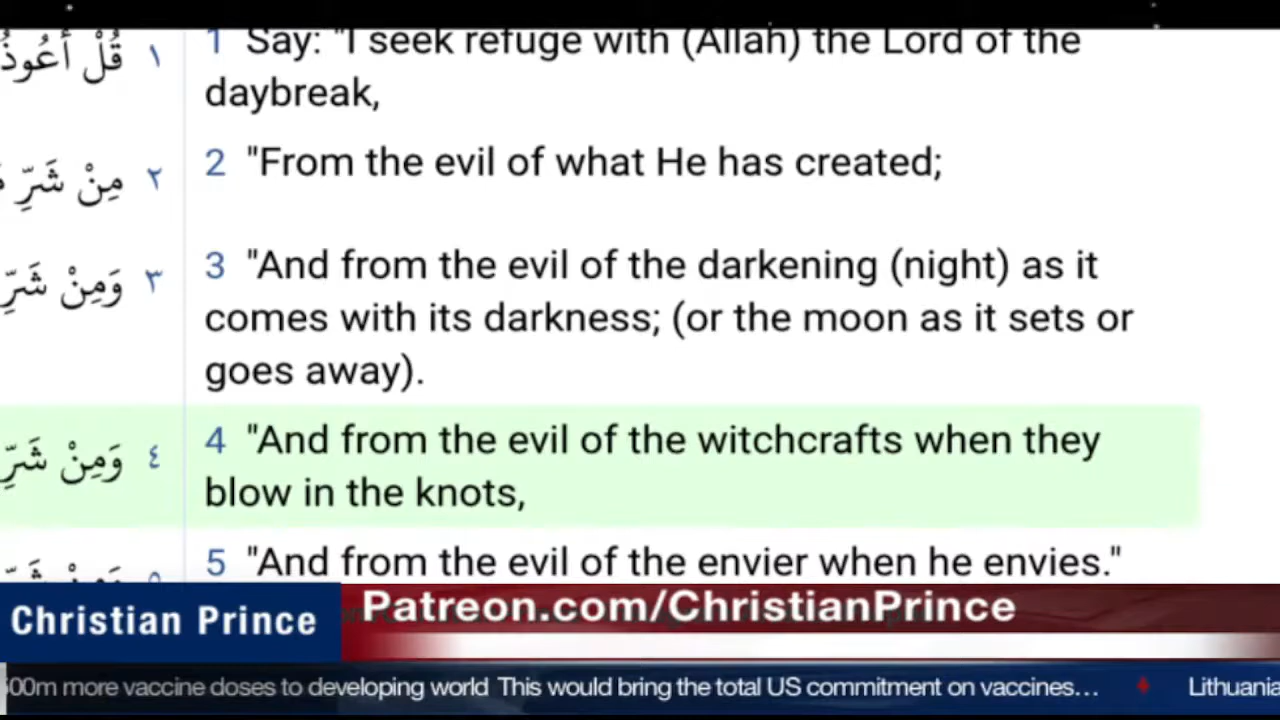 قُلْ أَعُوذُ ١
1 Say: "I seek refuge with (Allah) the Lord of the
daybreak,
مِنْ شَرِّ ٢
2 "From the evil of what He has created;
وَمِنْ شَرِّ ٣
3 "And from the evil of the darkening (night) as it
comes with its darkness; (or the moon as it sets or
goes away).
وَمِنْ شَرِّ ٤
4 "And from the evil of the witchcrafts when they
blow in the knots,
وَمِنْ شَرِّ ٥
5 "And from the evil of the envier when he envies."
Christian Prince
Patreon.com/ChristianPrince
00m more vaccine doses to developing world This would bring the total US commitment on vaccines... Lithuania